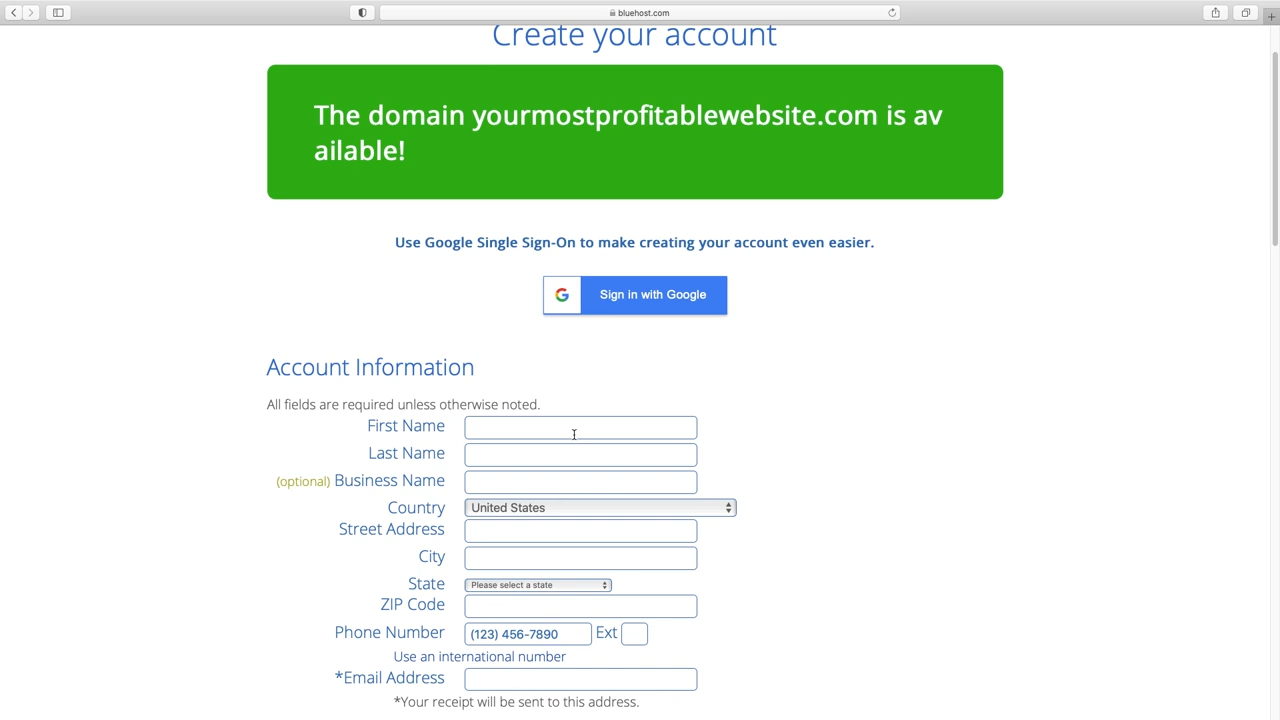 bluehost.com
Create your account
The domain yourmostprofitablewebsite.com is av
ailable!
Use Google Single Sign-On to make creating your account even easier.
G Sign in with Google
Account Information
All fields are required unless otherwise noted.
First Name
Last Name
(optional) Business Name
Country United States
Street Address
City
State Please select a state
ZIP Code
Phone Number (123) 456-7890 Ext
Use an international number
*Email Address
*Your receipt will be sent to this address.